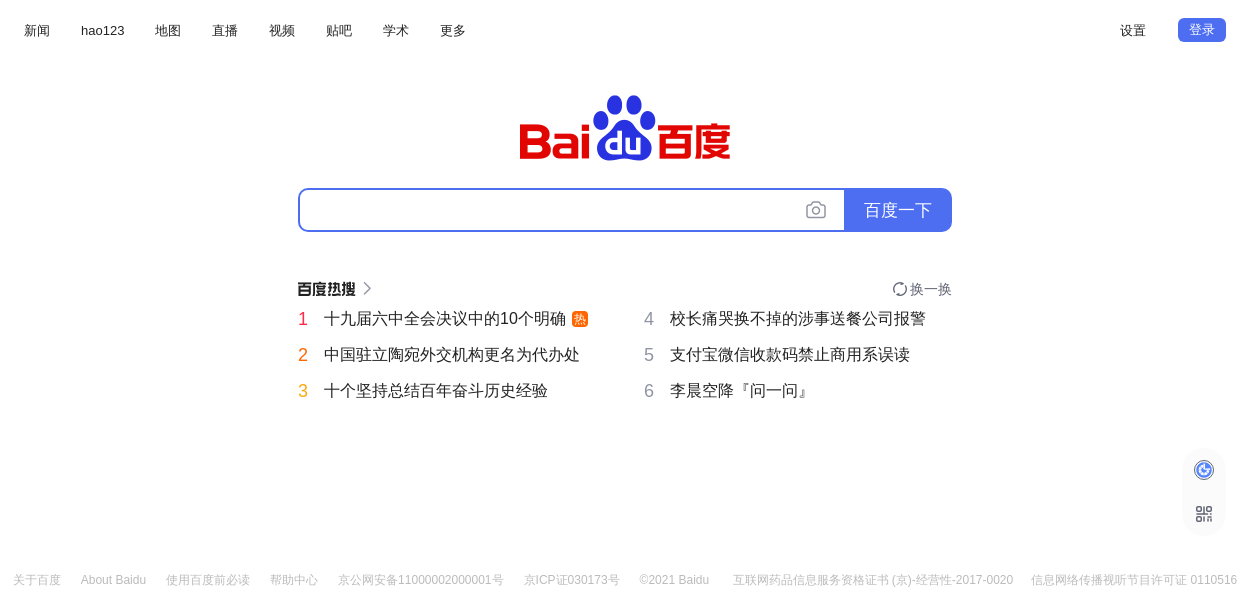 新闻 hao123 地图 直播 视频 贴吧 学术 更多 设置 登录
Bai du 百度
百度一下
百度热搜 换一换
1 十九届六中全会决议中的10个明确 热
4 校长痛哭换不掉的涉事送餐公司报警
2 中国驻立陶宛外交机构更名为代办处
5 支付宝微信收款码禁止商用系误读
3 十个坚持总结百年奋斗历史经验
6 李晨空降『问一问』
关于百度 About Baidu 使用百度前必读 帮助中心 京公网安备11000002000001号 京ICP证030173号 ©2021 Baidu 互联网药品信息服务资格证书 (京)-经营性-2017-0020 信息网络传播视听节目许可证 0110516